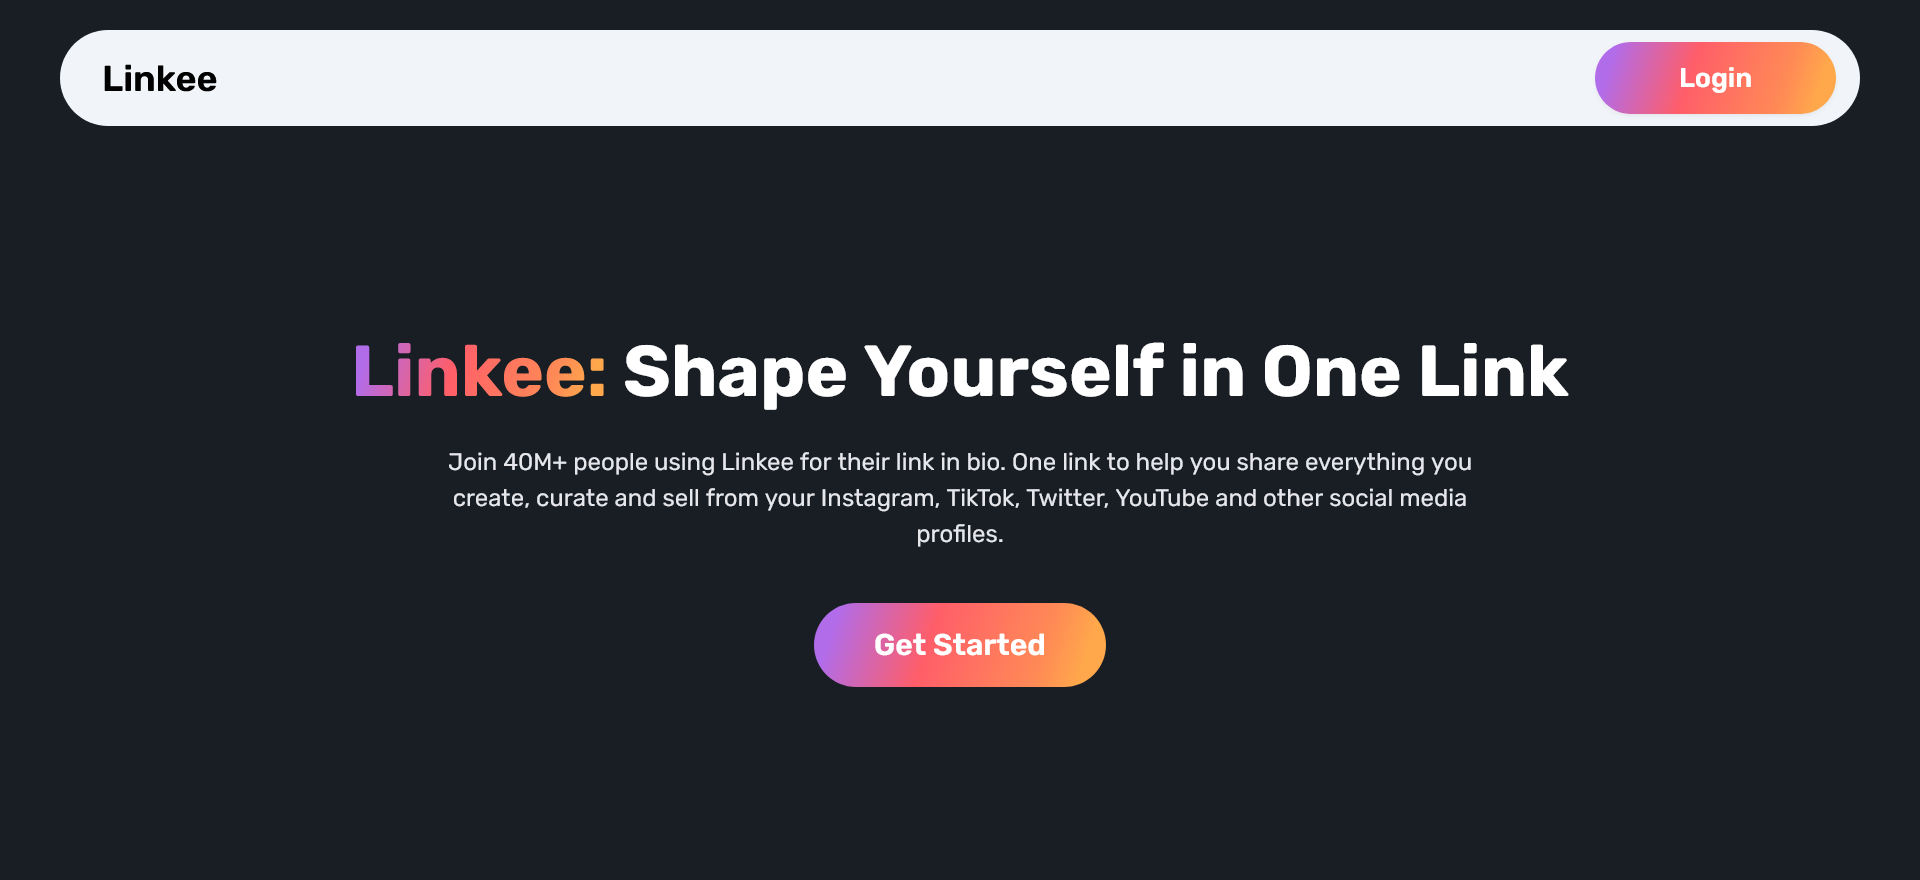 Linkee
Login
Linkee: Shape Yourself in One Link
Join 40M+ people using Linkee for their link in bio. One link to help you share everything you
create, curate and sell from your Instagram, TikTok, Twitter, YouTube and other social media
profiles.
Get Started